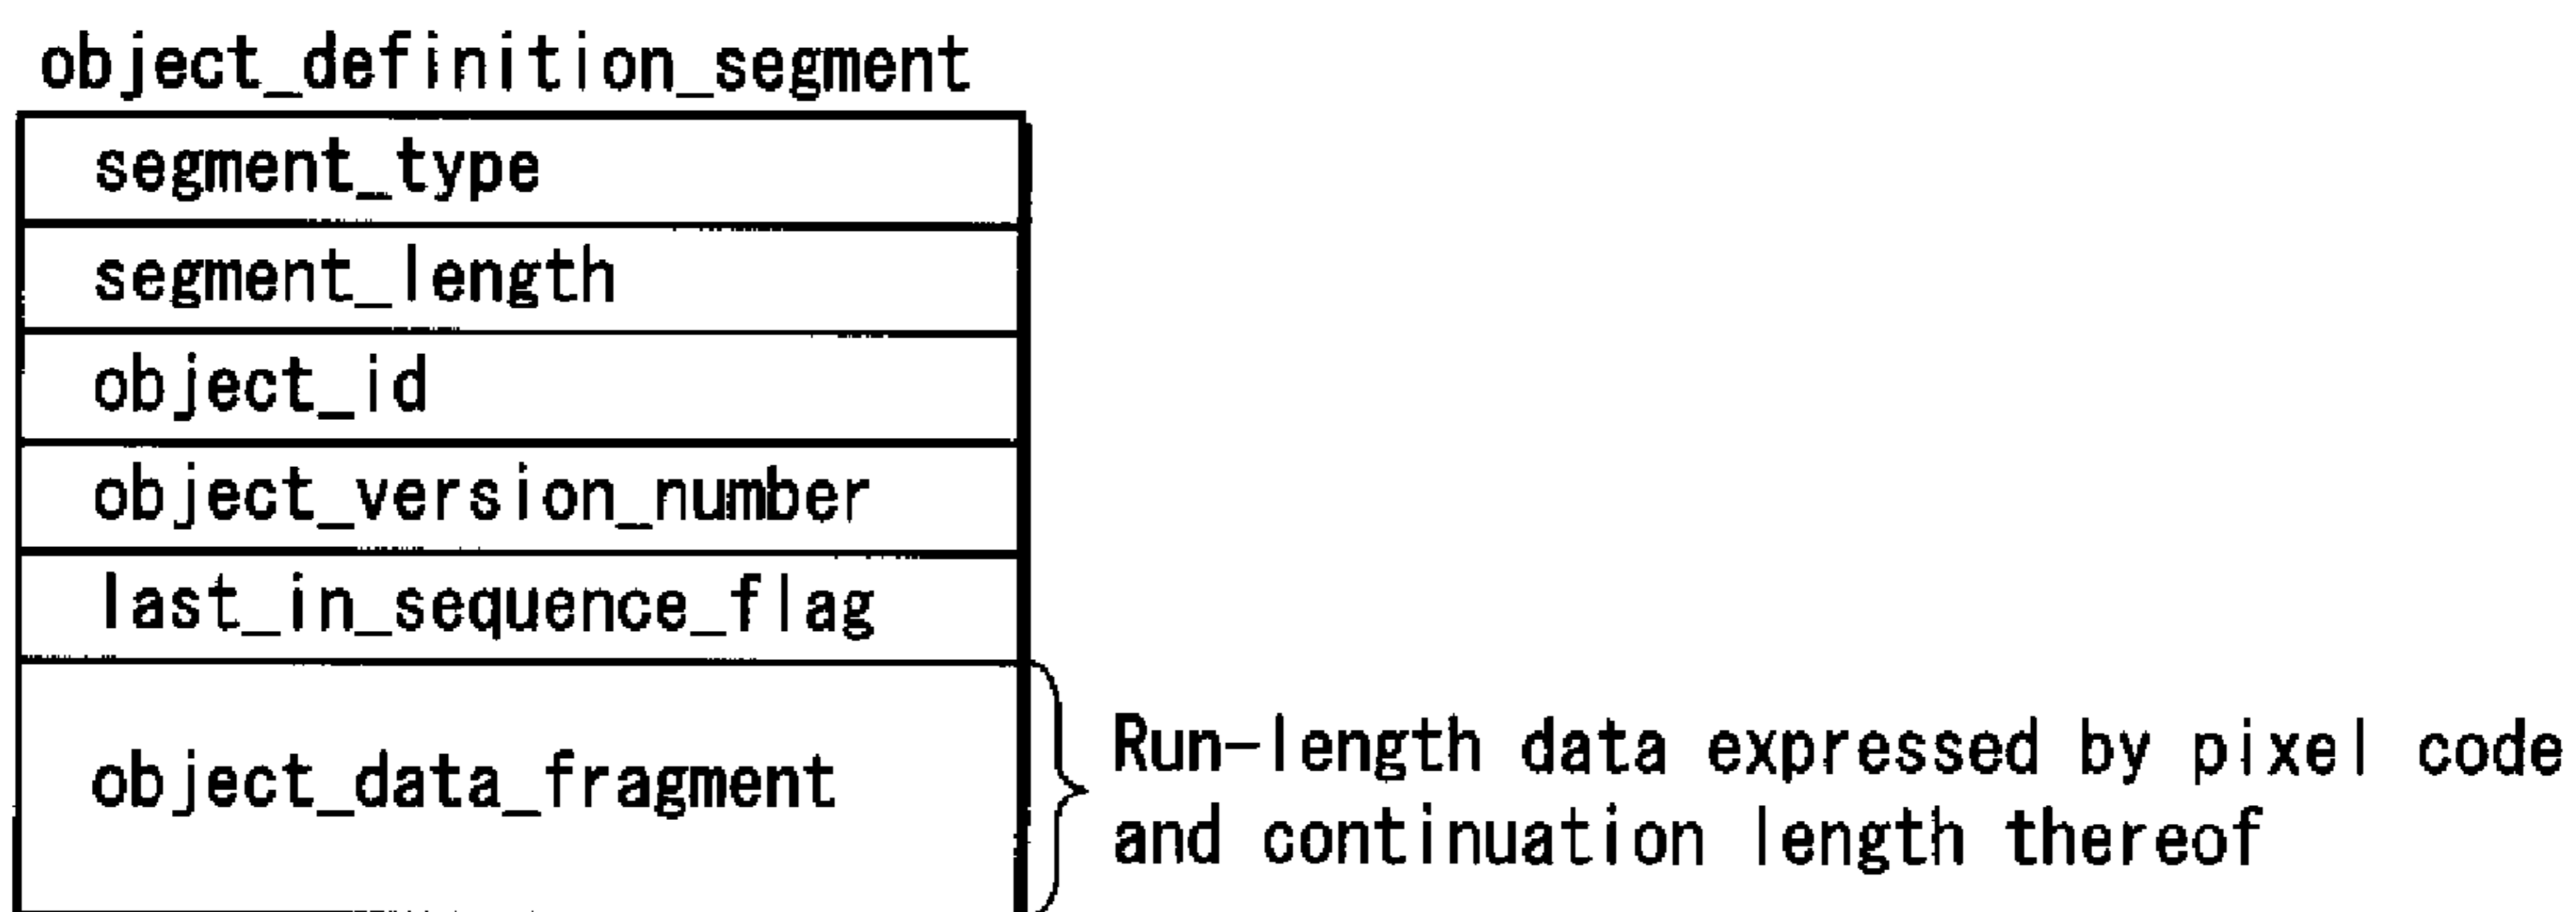 object_definition_segment
segment_type
segment_length
object_id
object_version_number
last_in_sequence_flag
object_data_fragment
Run-length data expressed by pixel code
and continuation length thereof